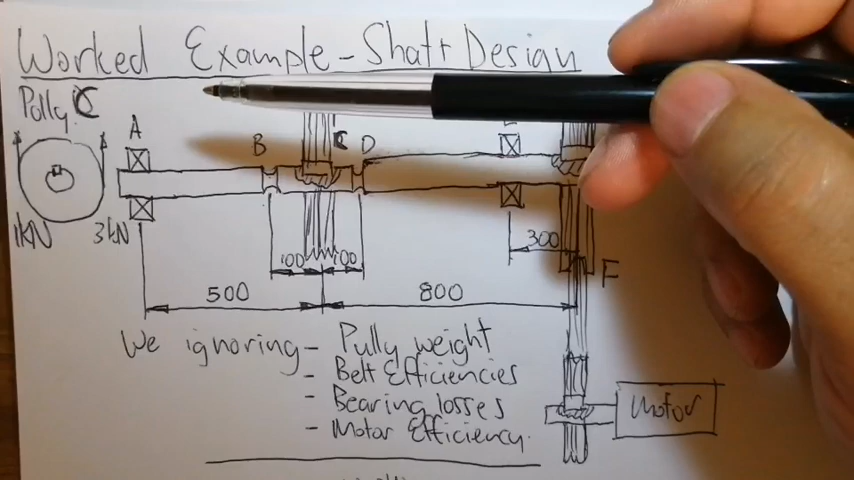 Worked Example - Shaft Design
Pully C
A
B
C D
1KN 3kN
100 100
300
F
500 800
We ignoring - Pully weight
- Belt Efficiencies
- Bearing losses
- Motor Efficiency.
Motor